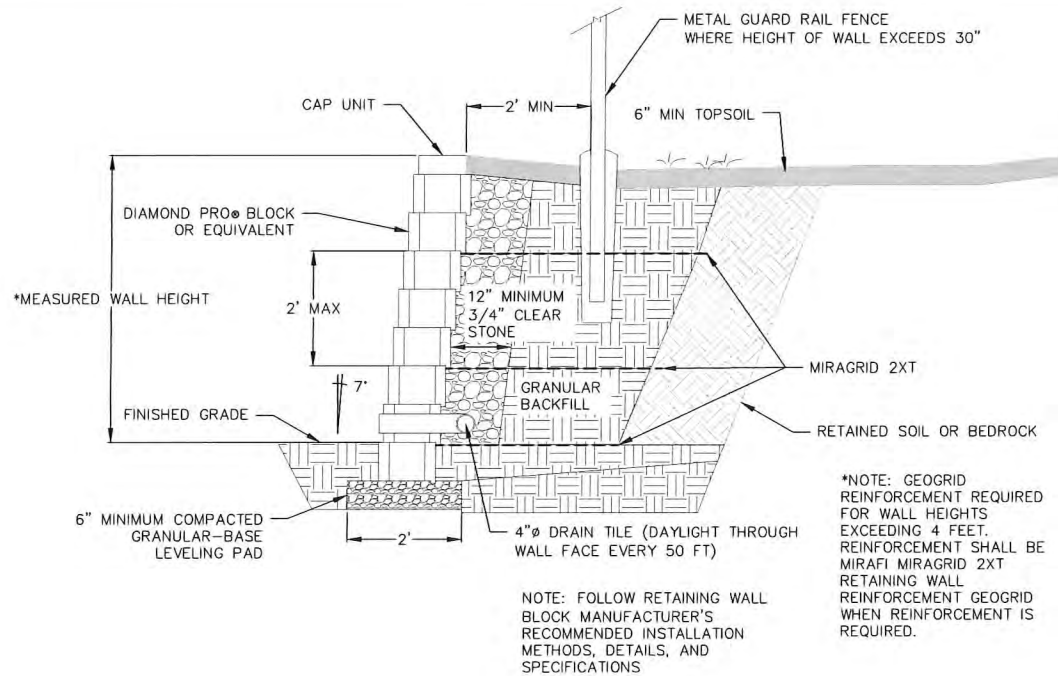 METAL GUARD RAIL FENCE
WHERE HEIGHT OF WALL EXCEEDS 30"
CAP UNIT
2' MIN
6" MIN TOPSOIL
DIAMOND PRO® BLOCK
OR EQUIVALENT
*MEASURED WALL HEIGHT
2' MAX
12" MINIMUM
3/4" CLEAR
STONE
7'
MIRAGRID 2XT
GRANULAR
BACKFILL
FINISHED GRADE
RETAINED SOIL OR BEDROCK
6" MINIMUM COMPACTED
GRANULAR-BASE
LEVELING PAD
2'
4"ø DRAIN TILE (DAYLIGHT THROUGH
WALL FACE EVERY 50 FT)
*NOTE: GEOGRID
REINFORCEMENT REQUIRED
FOR WALL HEIGHTS
EXCEEDING 4 FEET.
REINFORCEMENT SHALL BE
MIRAFI MIRAGRID 2XT
RETAINING WALL
REINFORCEMENT GEOGRID
WHEN REINFORCEMENT IS
REQUIRED.
NOTE: FOLLOW RETAINING WALL
BLOCK MANUFACTURER'S
RECOMMENDED INSTALLATION
METHODS, DETAILS, AND
SPECIFICATIONS